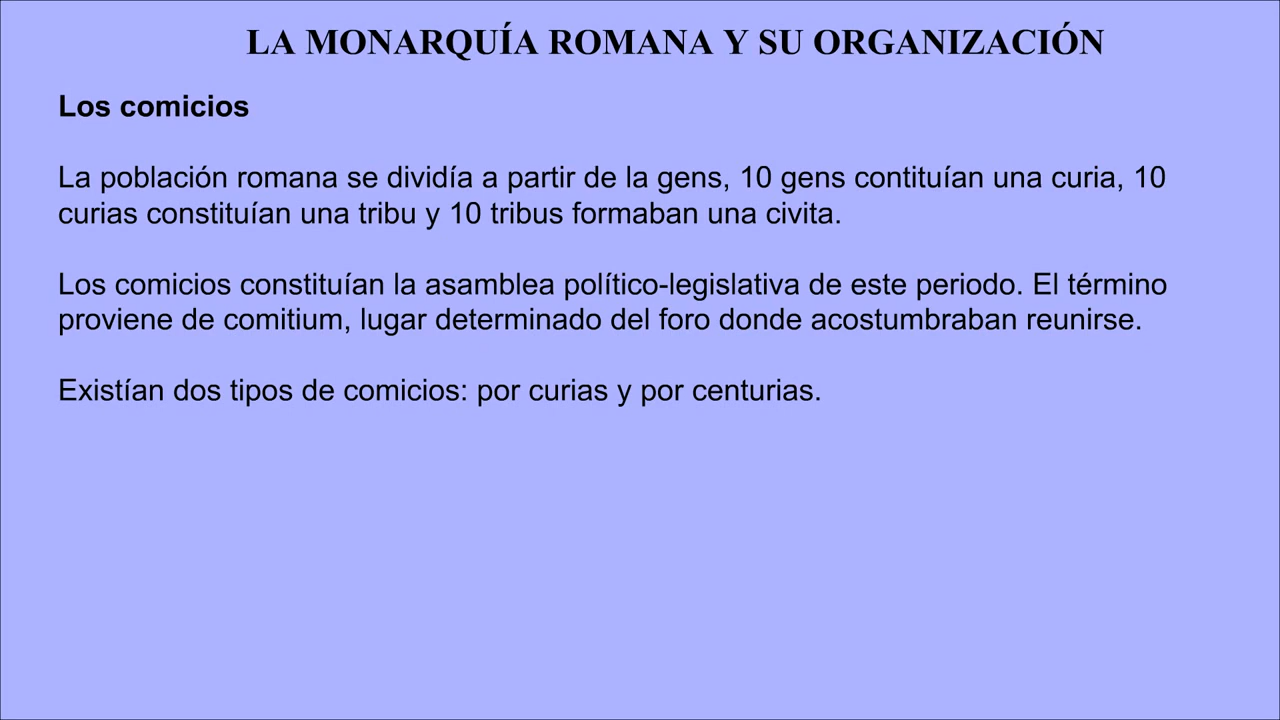 LA MONARQUÍA ROMANA Y SU ORGANIZACIÓN
Los comicios
La población romana se dividía a partir de la gens, 10 gens contituían una curia, 10
curias constituían una tribu y 10 tribus formaban una civita.
Los comicios constituían la asamblea político-legislativa de este periodo. El término
proviene de comitium, lugar determinado del foro donde acostumbraban reunirse.
Existían dos tipos de comicios: por curias y por centurias.